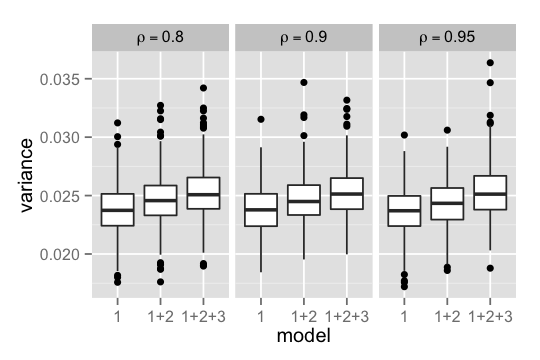 ρ = 0.8
ρ = 0.9
ρ = 0.95
variance
0.035
0.030
0.025
0.020
1 1+2 1+2+3
1 1+2 1+2+3
1 1+2 1+2+3
model